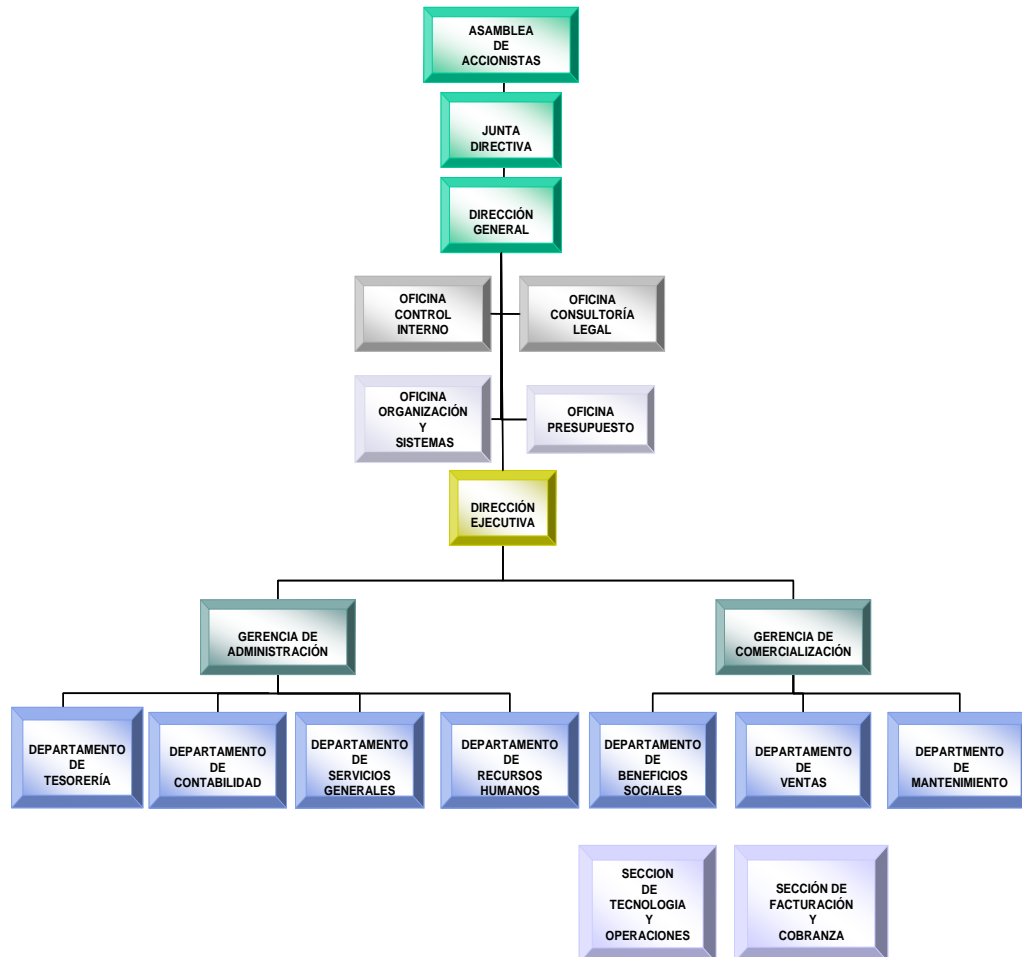 ASAMBLEA
DE
ACCIONISTAS
JUNTA
DIRECTIVA
DIRECCIÓN
GENERAL
OFICINA
CONTROL
INTERNO
OFICINA
CONSULTORÍA
LEGAL
OFICINA
ORGANIZACIÓN
Y
SISTEMAS
OFICINA
PRESUPUESTO
DIRECCIÓN
EJECUTIVA
GERENCIA DE
ADMINISTRACIÓN
GERENCIA DE
COMERCIALIZACIÓN
DEPARTAMENTO
DE
TESORERÍA
DEPARTAMENTO
DE
CONTABILIDAD
DEPARTAMENTO
DE
SERVICIOS
GENERALES
DEPARTAMENTO
DE
RECURSOS
HUMANOS
DEPARTAMENTO
DE
BENEFICIOS
SOCIALES
DEPARTAMENTO
DE
VENTAS
DEPARTMENTO
DE
MANTENIMIENTO
SECCION
DE
TECNOLOGIA
Y
OPERACIONES
SECCIÓN DE
FACTURACIÓN
Y
COBRANZA